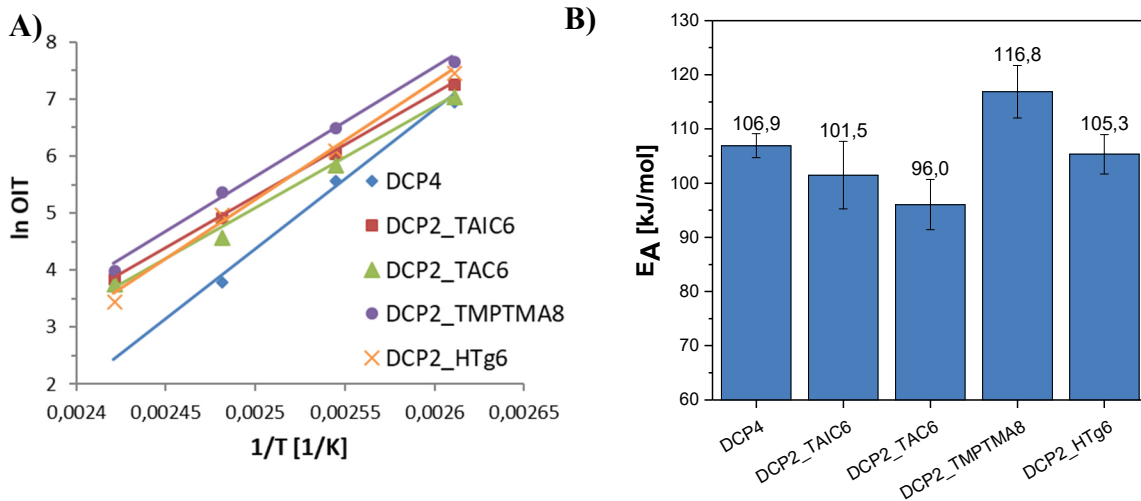 A)
ln OIT
8
7
6
5
4
3
2
0,0024
0,00245
0,0025
0,00255
0,0026
0,00265
1/T [1/K]
DCP4
DCP2_TAIC6
DCP2_TAC6
DCP2_TMPTMA8
DCP2_HTg6
B)
EA [kJ/mol]
130
120
110
100
90
80
70
60
106,9
101,5
96,0
116,8
105,3
DCP4
DCP2_TAIC6
DCP2_TAC6
DCP2_TMPTMA8
DCP2_HTg6